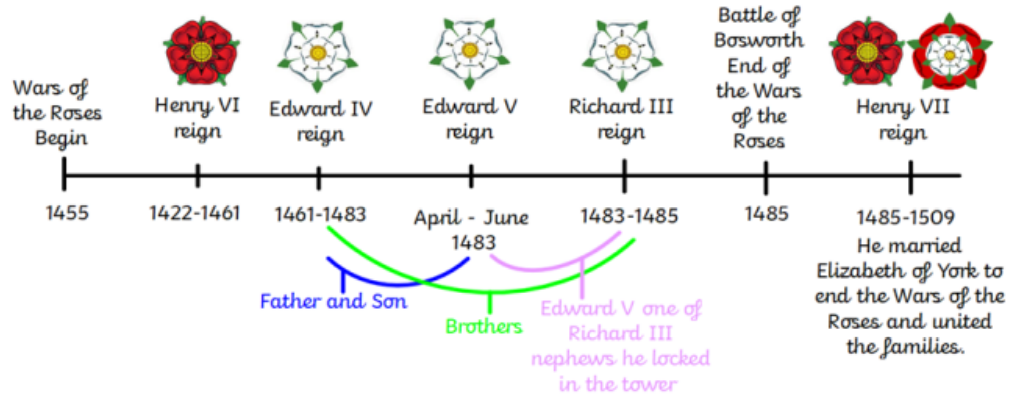 Wars of
the Roses
Begin
1455
Henry VI
reign
1422-1461
Edward IV
reign
1461-1483
Edward V
reign
April - June
1483
Richard III
reign
1483-1485
Battle of
Bosworth
End of
the Wars
of the
Roses
1485
Henry VII
reign
1485-1509
He married
Elizabeth of York to
end the Wars of the
Roses and united
the families.
Father and Son
Brothers
Edward V one of
Richard III
nephews he locked
in the tower